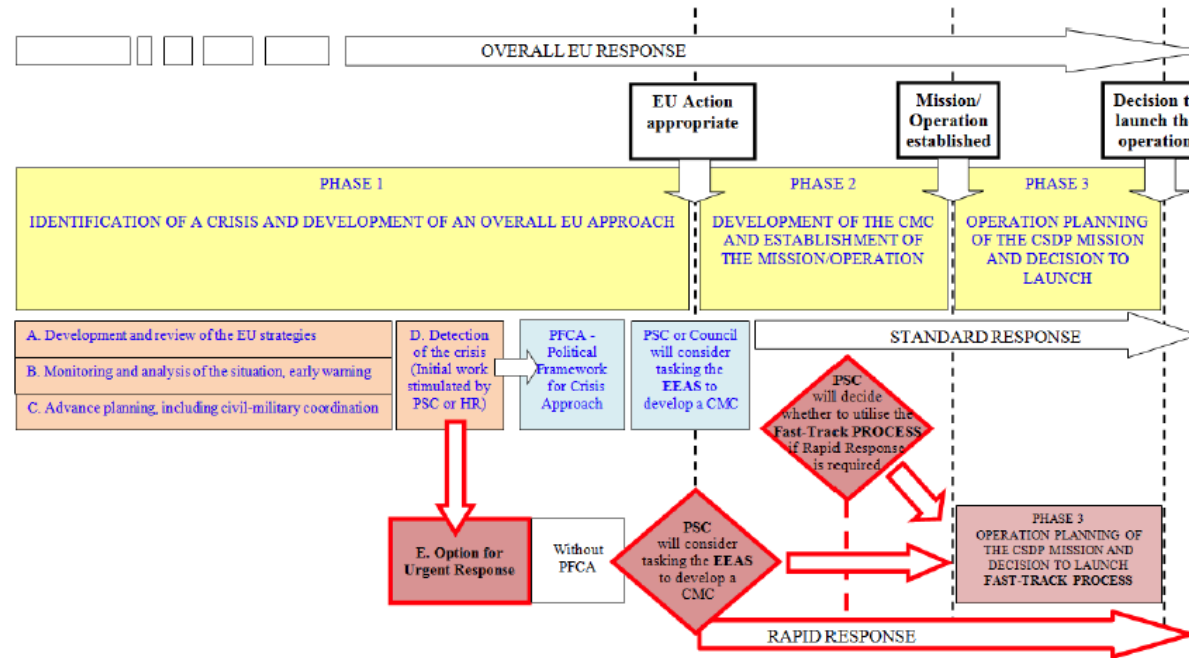 OVERALL EU RESPONSE
EU Action
appropriate
Mission/
Operation
established
Decision t
launch th
operation
PHASE 1
IDENTIFICATION OF A CRISIS AND DEVELOPMENT OF AN OVERALL EU APPROACH
PHASE 2
DEVELOPMENT OF THE CMC
AND ESTABLISHMENT OF
THE MISSION/OPERATION
PHASE 3
OPERATION PLANNING
OF THE CSDP MISSION
AND DECISION TO
LAUNCH
A. Development and review of the EU strategies
B. Monitoring and analysis of the situation, early warning
C. Advance planning, including civil-military coordination
D. Detection
of the crisis
(Initial work
stimulated by
PSC or HR)
PFCA -
Political
Framework
for Crisis
Approach
PSC or Council
will consider
tasking the
EEAS to
develop a CMC
STANDARD RESPONSE
PSC
will decide
whether to utilise the
Fast-Track PROCESS
if Rapid Response
is required
E. Option for
Urgent Response
Without
PFCA
PSC
will consider
tasking the EEAS
to develop a
CMC
PHASE 3
OPERATION PLANNING OF
THE CSDP MISSION AND
DECISION TO LAUNCH
FAST-TRACK PROCESS
RAPID RESPONSE